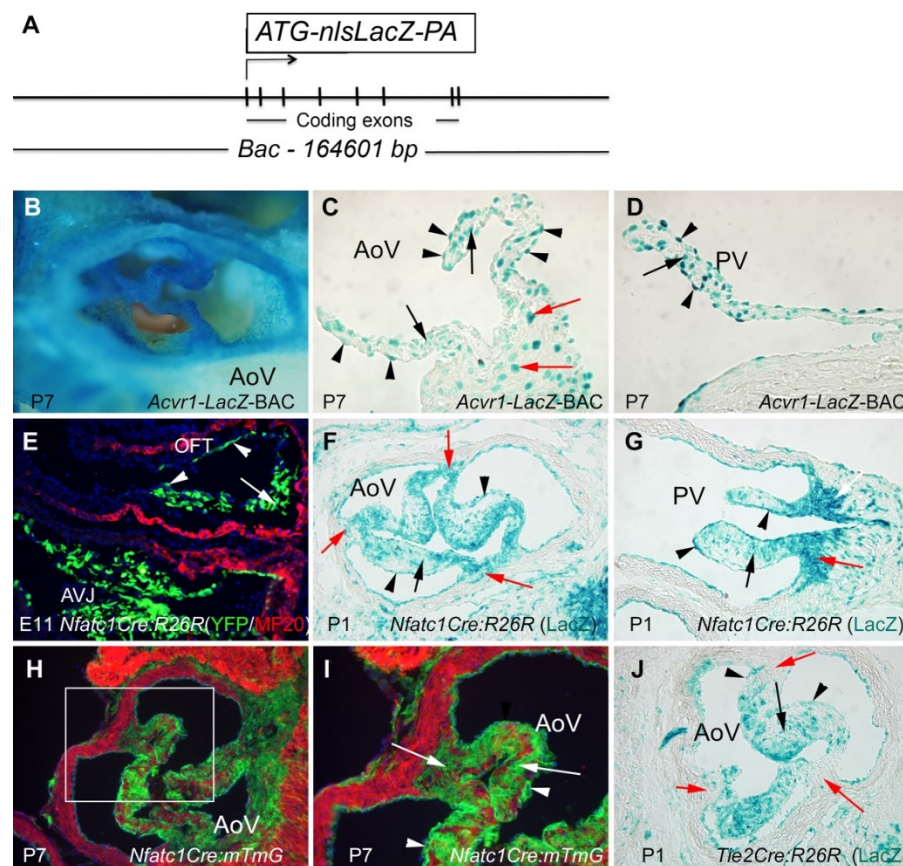 A
ATG-nlsLacZ-PA
Coding exons
Bac - 164601 bp
B
AoV
P7
Acvr1-LacZ-BAC
C
AoV
P7
Acvr1-LacZ-BAC
D
PV
P7
Acvr1-LacZ-BAC
E
OFT
AVJ
E11 Nfatc1Cre:R26R(YFP/MF20)
F
AoV
P1
Nfatc1Cre:R26R (LacZ)
G
PV
P1
Nfatc1Cre:R26R (LacZ)
H
AoV
P7
Nfatc1Cre:mTmG
I
AoV
P7
Nfatc1Cre:mTmG
J
AoV
P1
Tie2Cre:R26R (LacZ